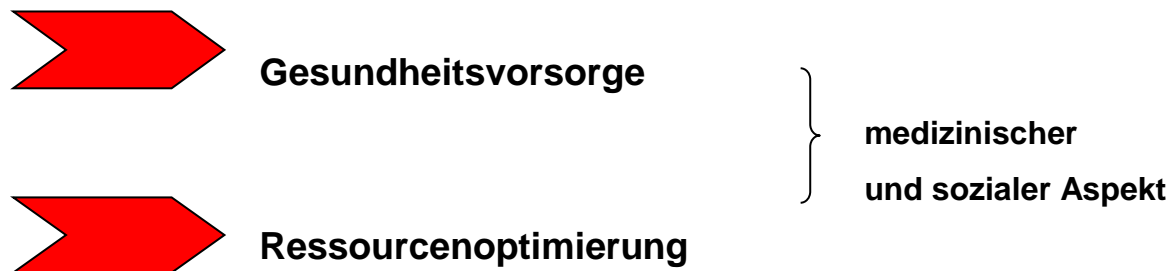 Gesundheitsvorsorge
medizinischer
und sozialer Aspekt
Ressourcenoptimierung